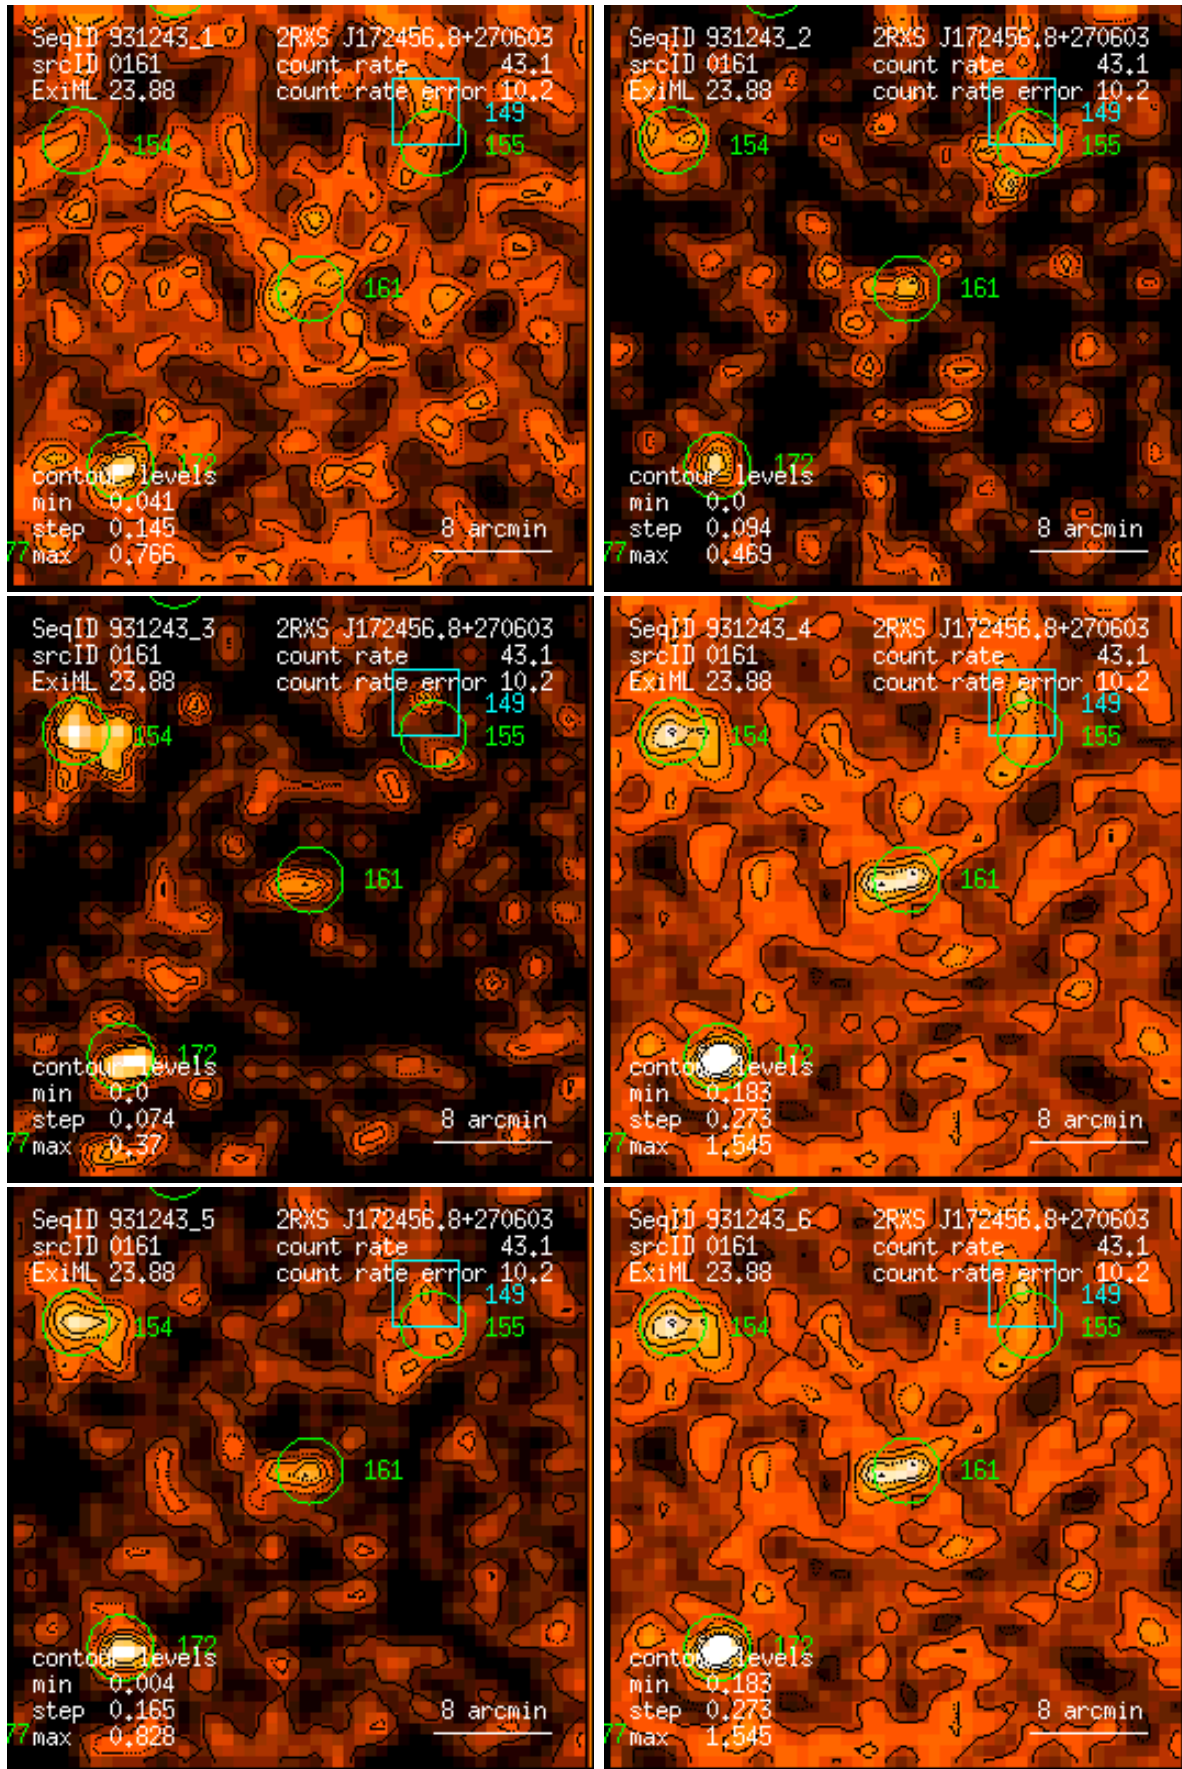 SeqID 931243_1 2RXS J172456.8+270603
srcID 0161 count rate 43.1
ExiML 23.88 count rate error 10.2
149
154 155
161
172
contour levels
min 0.041
step 0.145 8 arcmin
77 max 0.766
SeqID 931243_2 2RXS J172456.8+270603
srcID 0161 count rate 43.1
ExiML 23.88 count rate error 10.2
149
154 155
161
172
contour levels
min 0.0
step 0.094 8 arcmin
77 max 0.469
SeqID 931243_3 2RXS J172456.8+270603
srcID 0161 count rate 43.1
ExiML 23.88 count rate error 10.2
149
154 155
161
172
contour levels
min 0.0
step 0.074 8 arcmin
77 max 0.37
SeqID 931243_4 2RXS J172456.8+270603
srcID 0161 count rate 43.1
ExiML 23.88 count rate error 10.2
149
154 155
161
172
contour levels
min 0.183
step 0.273 8 arcmin
77 max 1.545
SeqID 931243_5 2RXS J172456.8+270603
srcID 0161 count rate 43.1
ExiML 23.88 count rate error 10.2
149
154 155
161
172
contour levels
min 0.004
step 0.165 8 arcmin
77 max 0.828
SeqID 931243_6 2RXS J172456.8+270603
srcID 0161 count rate 43.1
ExiML 23.88 count rate error 10.2
149
154 155
161
172
contour levels
min 0.183
step 0.273 8 arcmin
77 max 1.545